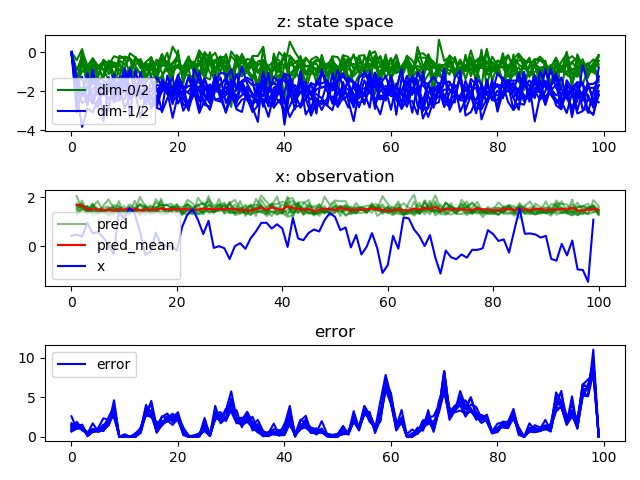 z: state space
0
−2
−4
dim-0/2
dim-1/2
0 20 40 60 80 100
x: observation
2
0
pred
pred_mean
x
0 20 40 60 80 100
error
10
5
0
error
0 20 40 60 80 100